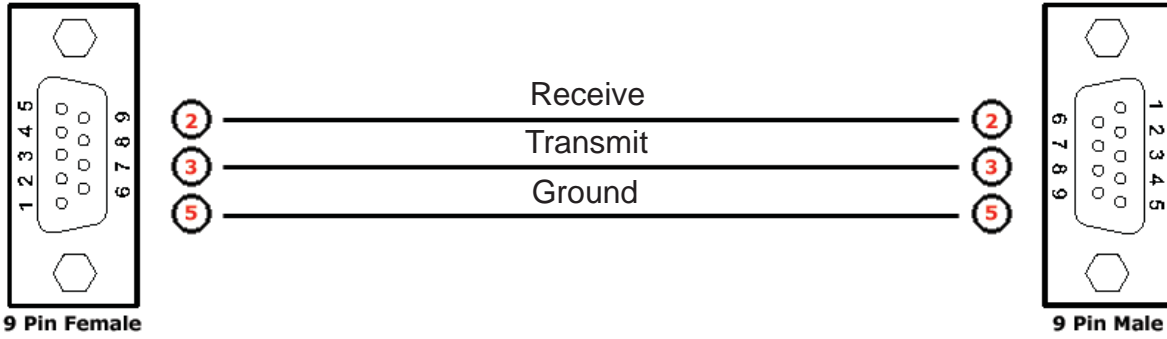 Receive
2 2
Transmit
3 3
Ground
5 5
1 2 3 4 5
6 7 8 9
6 7 8 9
1 2 3 4 5
9 Pin Female
9 Pin Male